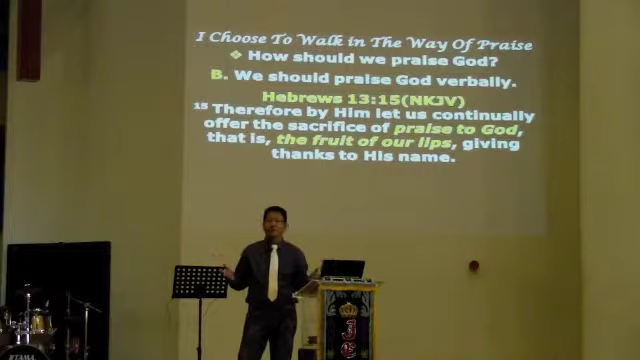 I Choose To Walk in The Way Of Praise
❖ How should we praise God?
B. We should praise God verbally.
Hebrews 13:15(NKJV)
15 Therefore by Him let us continually
offer the sacrifice of praise to God,
that is, the fruit of our lips, giving
thanks to His name.
TAMA